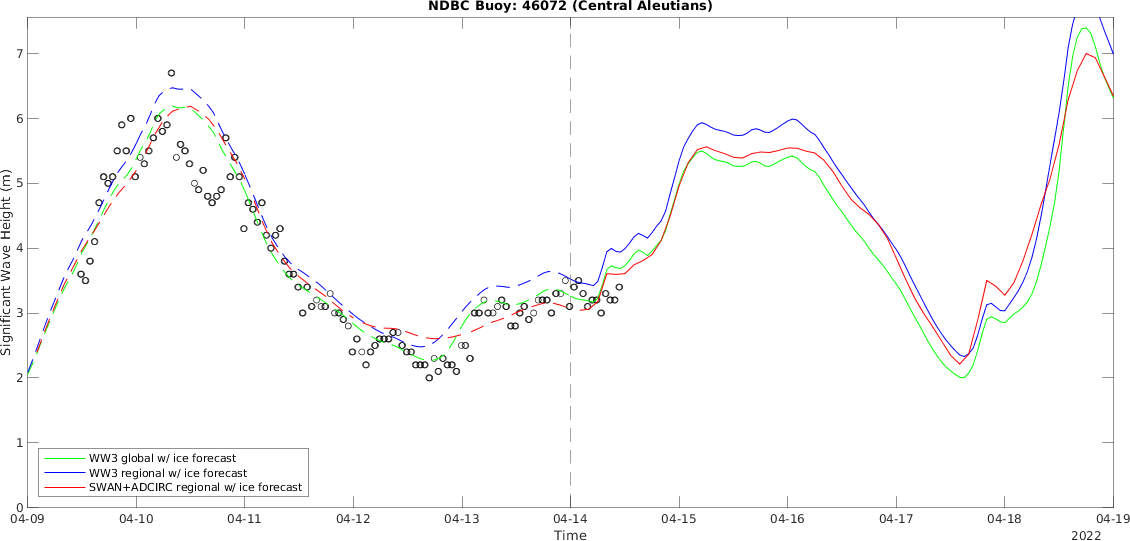 NDBC Buoy: 46072 (Central Aleutians)
Significant Wave Height (m)
7
6
5
4
3
2
1
0
WW3 global w/ ice forecast
WW3 regional w/ ice forecast
SWAN+ADCIRC regional w/ ice forecast
04-09 04-10 04-11 04-12 04-13 04-14 04-15 04-16 04-17 04-18 04-19
Time
2022